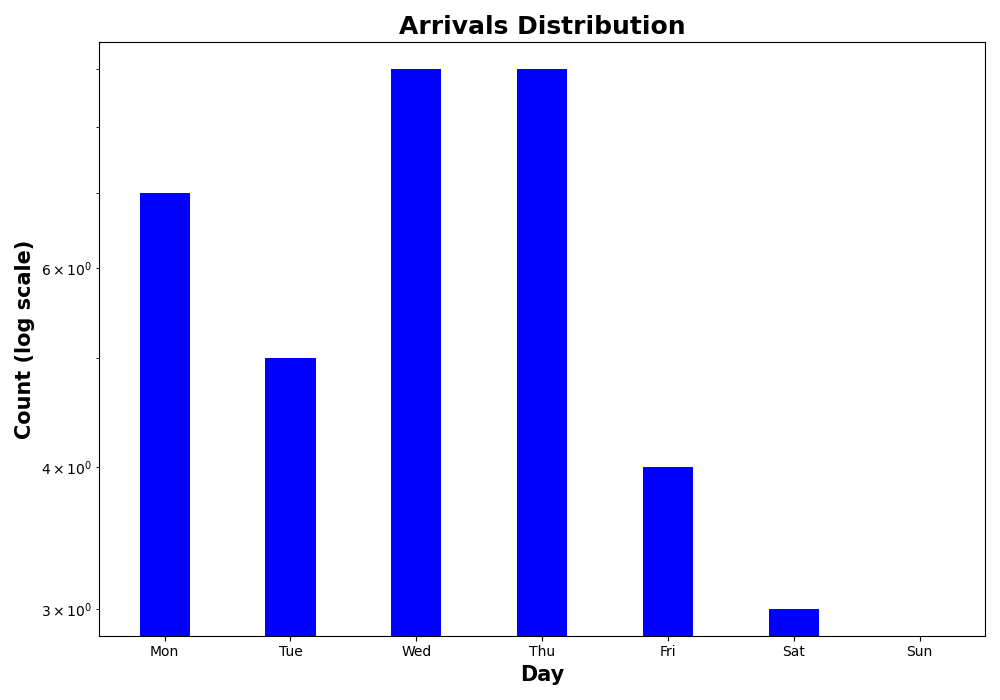 Arrivals Distribution
Count (log scale)
6 × 10⁰
4 × 10⁰
3 × 10⁰
Mon Tue Wed Thu Fri Sat Sun
Day